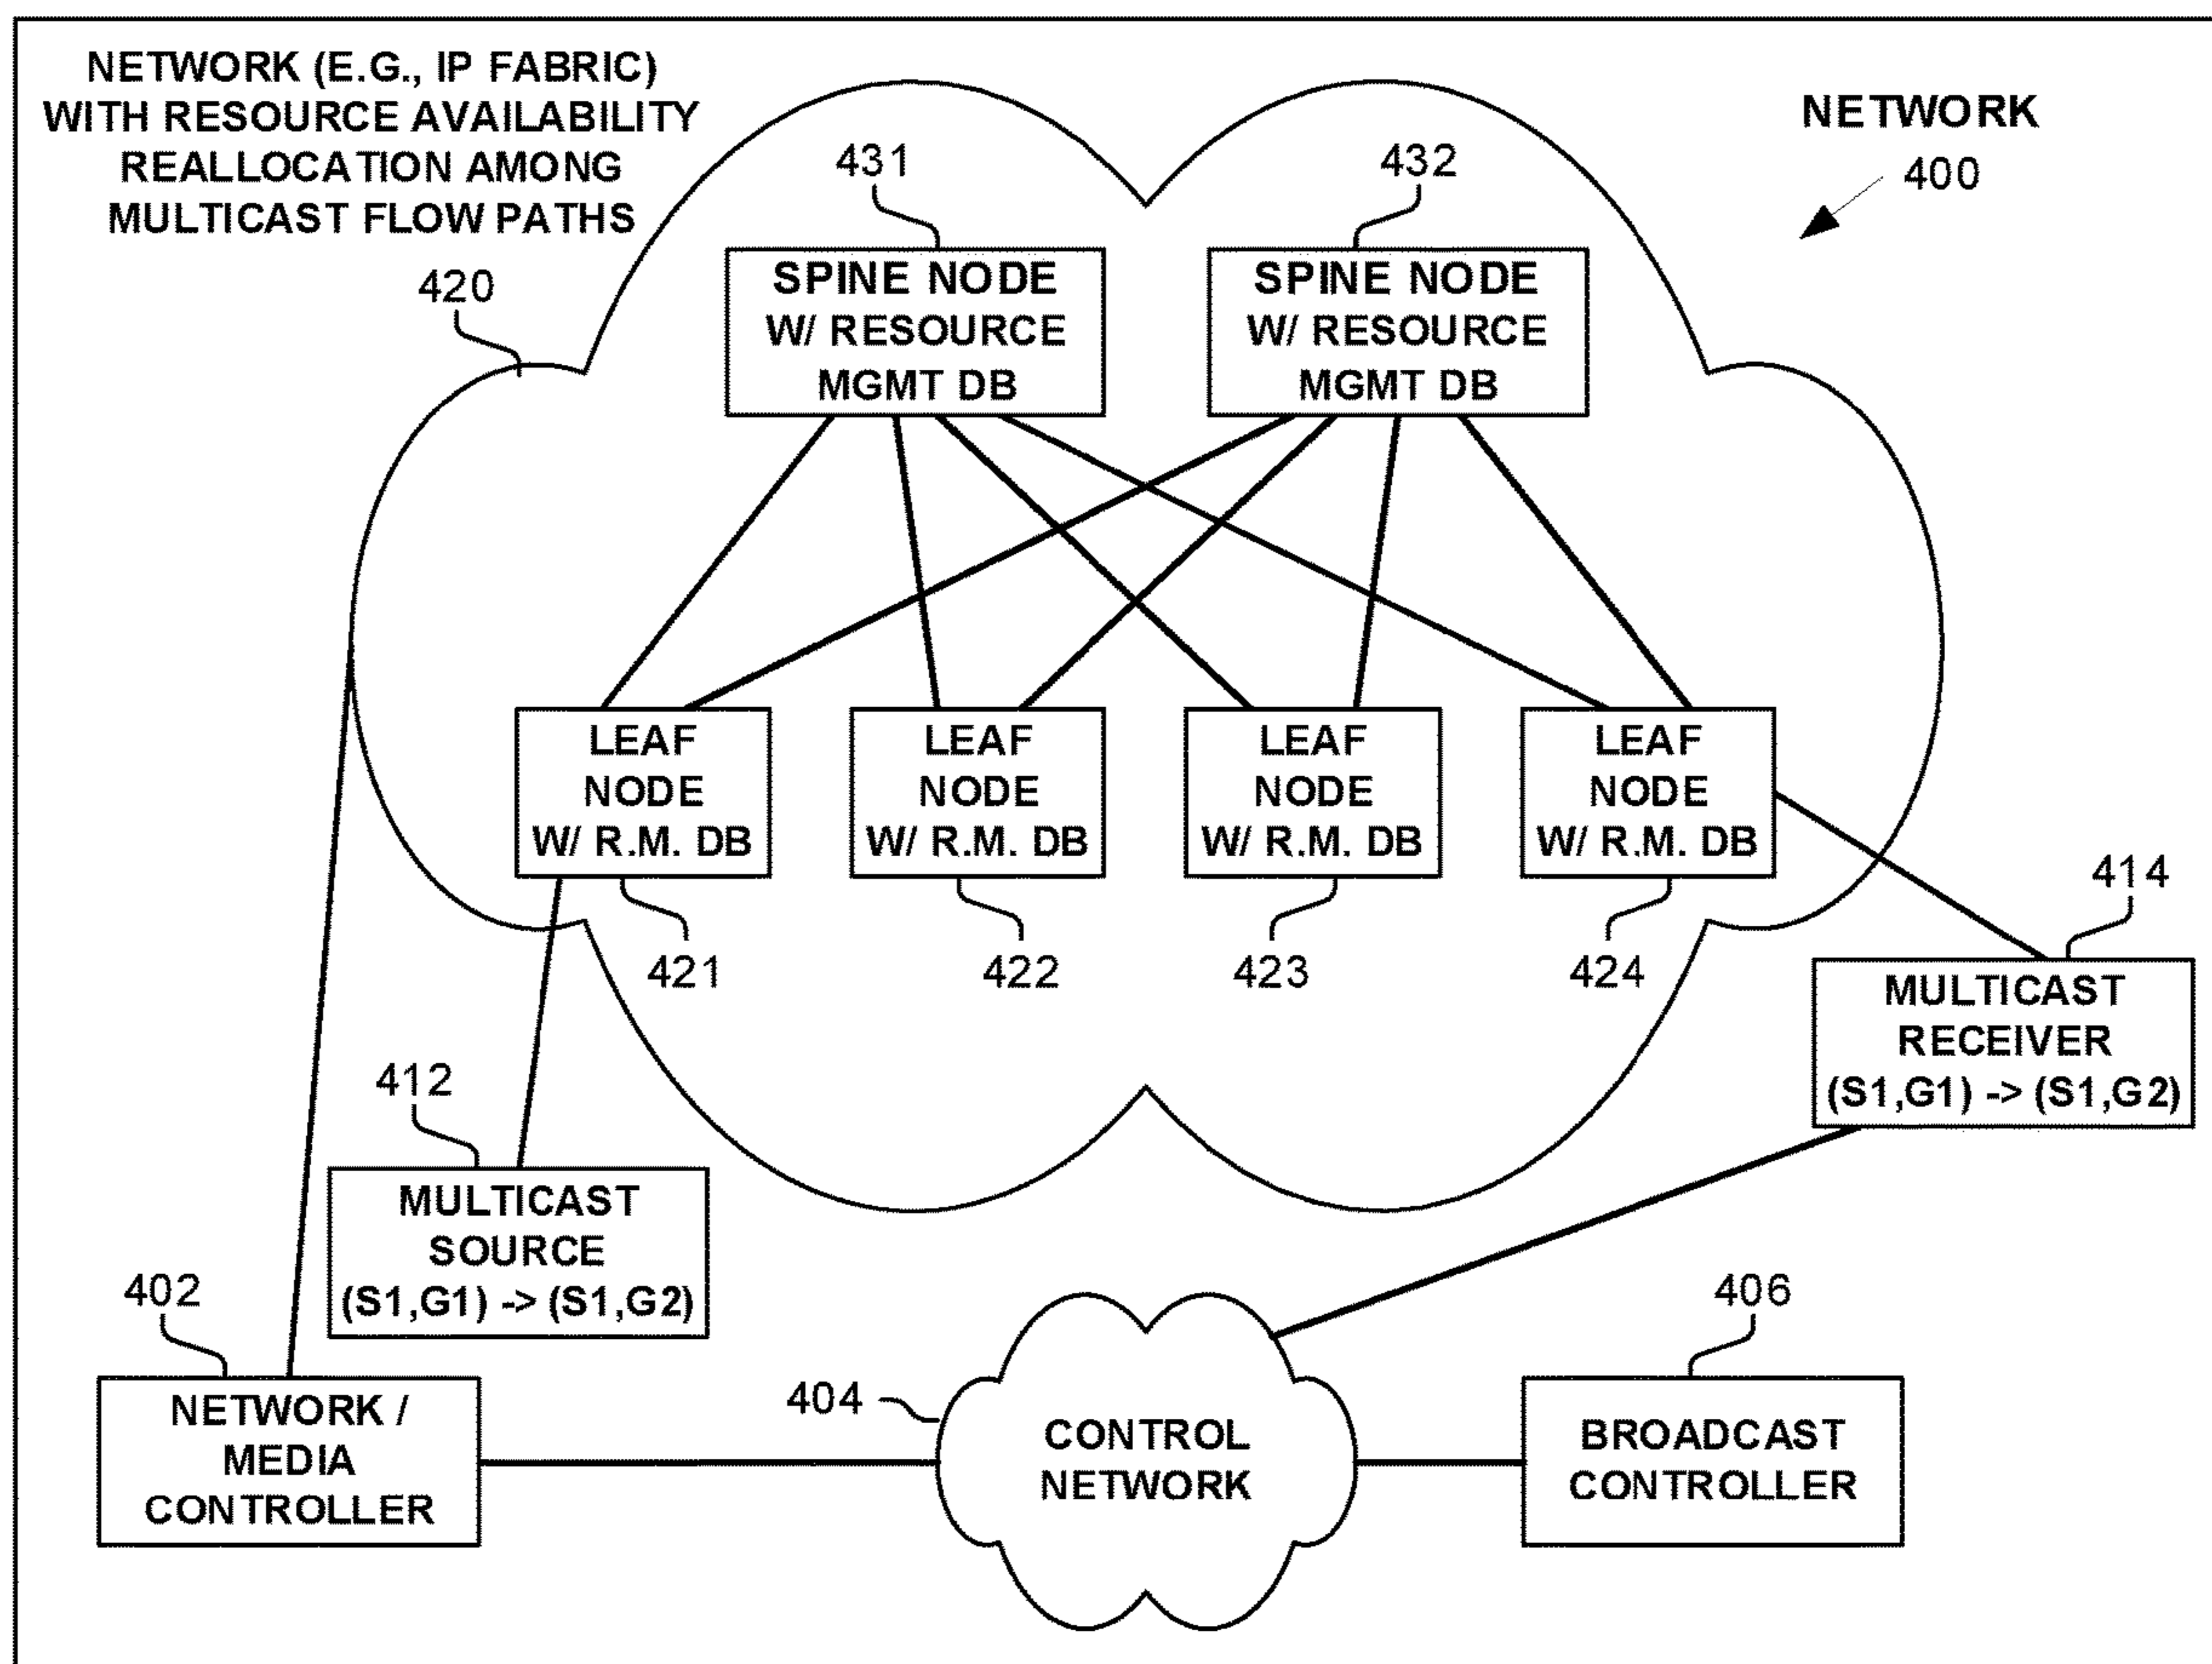 NETWORK (E.G., IP FABRIC)
WITH RESOURCE AVAILABILITY
REALLOCATION AMONG
MULTICAST FLOW PATHS
NETWORK
400
431
432
420
SPINE NODE
W/ RESOURCE
MGMT DB
SPINE NODE
W/ RESOURCE
MGMT DB
LEAF
NODE
W/ R.M. DB
LEAF
NODE
W/ R.M. DB
LEAF
NODE
W/ R.M. DB
LEAF
NODE
W/ R.M. DB
421
422
423
424
414
MULTICAST
RECEIVER
(S1,G1) -> (S1,G2)
412
MULTICAST
SOURCE
(S1,G1) -> (S1,G2)
402
NETWORK /
MEDIA
CONTROLLER
404
CONTROL
NETWORK
406
BROADCAST
CONTROLLER